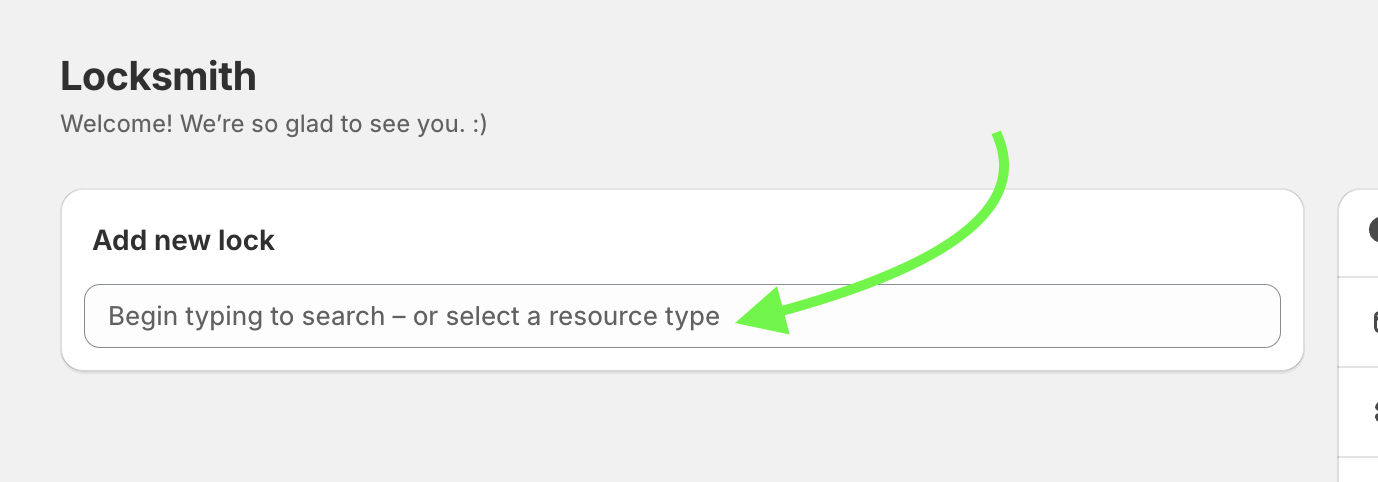 Locksmith
Welcome! We’re so glad to see you. :)
Add new lock
Begin typing to search – or select a resource type